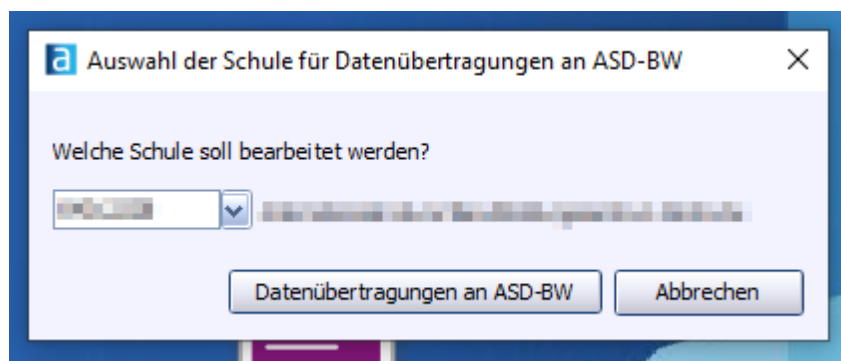 a Auswahl der Schule für Datenübertragungen an ASD-BW
Welche Schule soll bearbeitet werden?
Datenübertragungen an ASD-BW Abbrechen